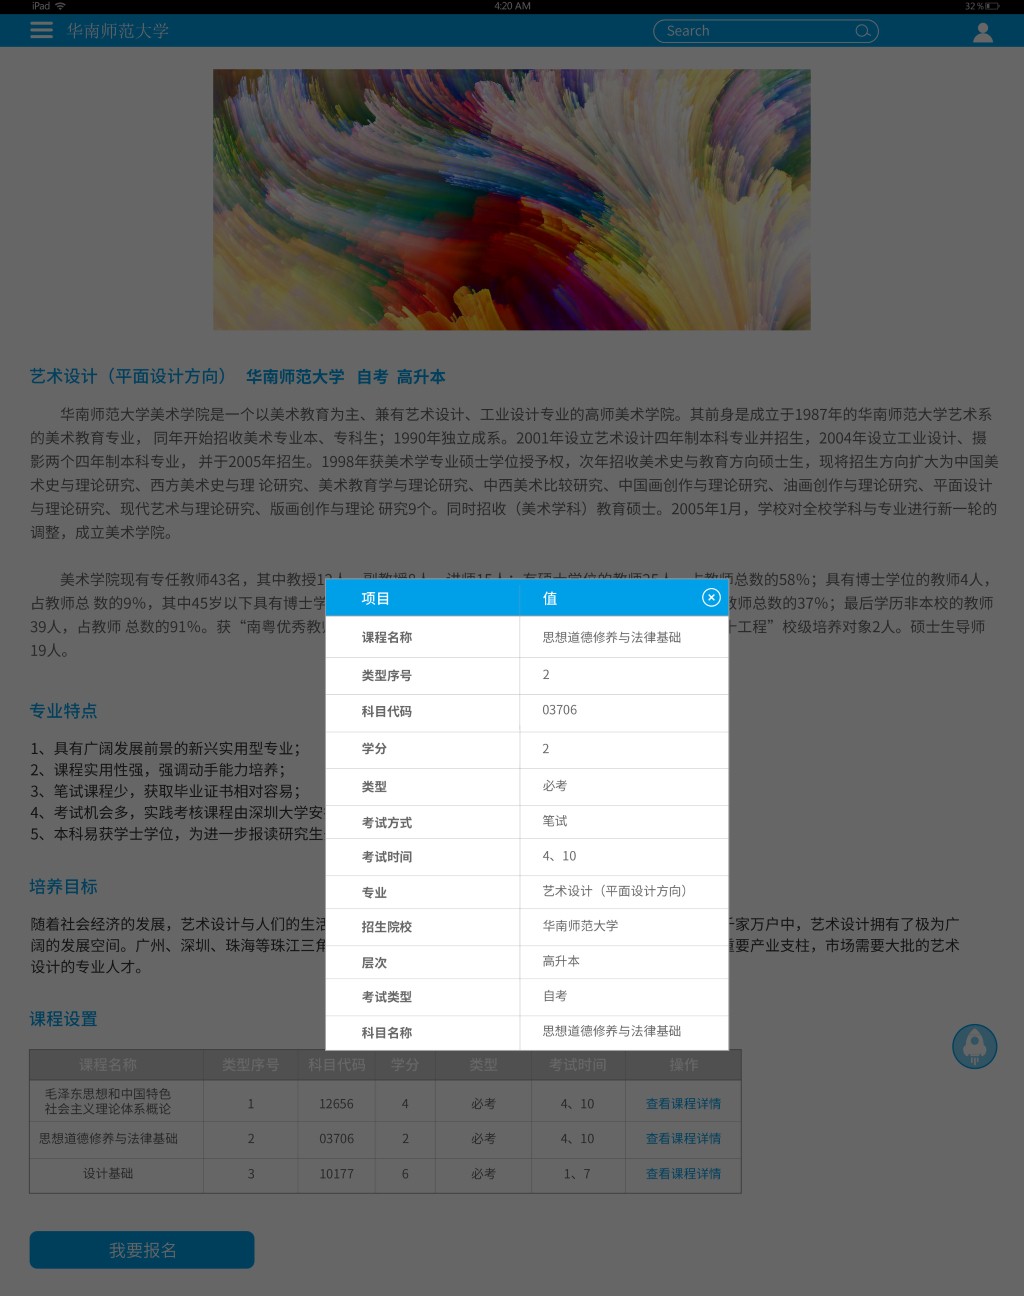 iPad
4:20 AM
32%
华南师范大学
Search
艺术设计（平面设计方向） 华南师范大学 自考 高升本
华南师范大学美术学院是一个以美术教育为主、兼有艺术设计、工业设计专业的高师美术学院。其前身是成立于1987年的华南师范大学艺术系
的美术教育专业， 同年开始招收美术专业本、专科生；1990年独立成系。2001年设立艺术设计四年制本科专业并招生，2004年设立工业设计、摄
影两个四年制本科专业， 并于2005年招生。1998年获美术学专业硕士学位授予权，次年招收美术史与教育方向硕士生，现将招生方向扩大为中国美
术史与理论研究、西方美术史与理 论研究、美术教育学与理论研究、中西美术比较研究、中国画创作与理论研究、油画创作与理论研究、平面设计
与理论研究、现代艺术与理论研究、版画创作与理论 研究9个。同时招收（美术学科）教育硕士。2005年1月，学校对全校学科与专业进行新一轮的
调整，成立美术学院。
美术学院现有专任教师43名，其中教授12人，副教授8人，讲师15人；有硕士学位的教师25人，占教师总数的58%；具有博士学位的教师4人，
占教师总 数的9%，其中45岁以下具有博士学 教师总数的37%；最后学历非本校的教师
39人，占教师 总数的91%。获“南粤优秀教 十工程”校级培养对象2人。硕士生导师
19人。
项目 值
课程名称 思想道德修养与法律基础
类型序号 2
科目代码 03706
学分 2
类型 必考
考试方式 笔试
考试时间 4、10
专业 艺术设计（平面设计方向）
招生院校 华南师范大学
层次 高升本
考试类型 自考
科目名称 思想道德修养与法律基础
专业特点
1、具有广阔发展前景的新兴实用型专业；
2、课程实用性强，强调动手能力培养；
3、笔试课程少，获取毕业证书相对容易；
4、考试机会多，实践考核课程由深圳大学安
5、本科易获学士学位，为进一步报读研究生
培养目标
随着社会经济的发展，艺术设计与人们的生活 千家万户中，艺术设计拥有了极为广
阔的发展空间。广州、深圳、珠海等珠江三角 重要产业支柱，市场需要大批的艺术
设计的专业人才。
课程设置
课程名称 类型序号 科目代码 学分 类型 考试时间 操作
毛泽东思想和中国特色
社会主义理论体系概论 1 12656 4 必考 4、10 查看课程详情
思想道德修养与法律基础 2 03706 2 必考 4、10 查看课程详情
设计基础 3 10177 6 必考 1、7 查看课程详情
我要报名